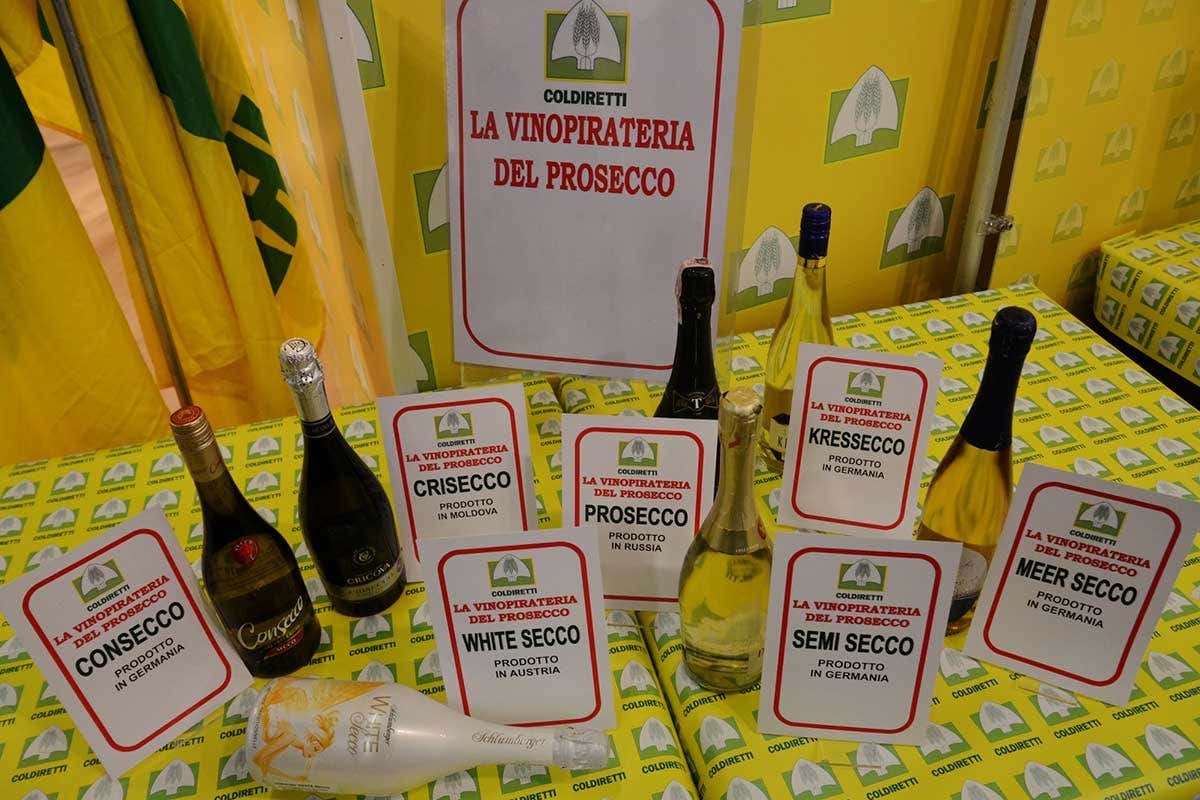 COLDIRETTI
LA VINOPIRATERIA
DEL PROSECCO
COLDIRETTI
LA VINOPIRATERIA
DEL PROSECCO
CRISECCO
PRODOTTO
IN MOLDOVA
COLDIRETTI
LA VINOPIRATERIA
DEL PROSECCO
PROSECCO
PRODOTTO
IN RUSSIA
COLDIRETTI
LA VINOPIRATERIA
DEL PROSECCO
KRESSECCO
PRODOTTO
IN GERMANIA
COLDIRETTI
LA VINOPIRATERIA
DEL PROSECCO
CONSECCO
PRODOTTO
IN GERMANIA
COLDIRETTI
LA VINOPIRATERIA
DEL PROSECCO
WHITE SECCO
PRODOTTO
IN AUSTRIA
COLDIRETTI
LA VINOPIRATERIA
DEL PROSECCO
SEMI SECCO
PRODOTTO
IN GERMANIA
COLDIRETTI
LA VINOPIRATERIA
DEL PROSECCO
MEER SECCO
PRODOTTO
IN GERMANIA
Consecco
SECCO
CRICOVA
CRISECCO
WHITE
Secco
Schlumberger
COLDIRETTI